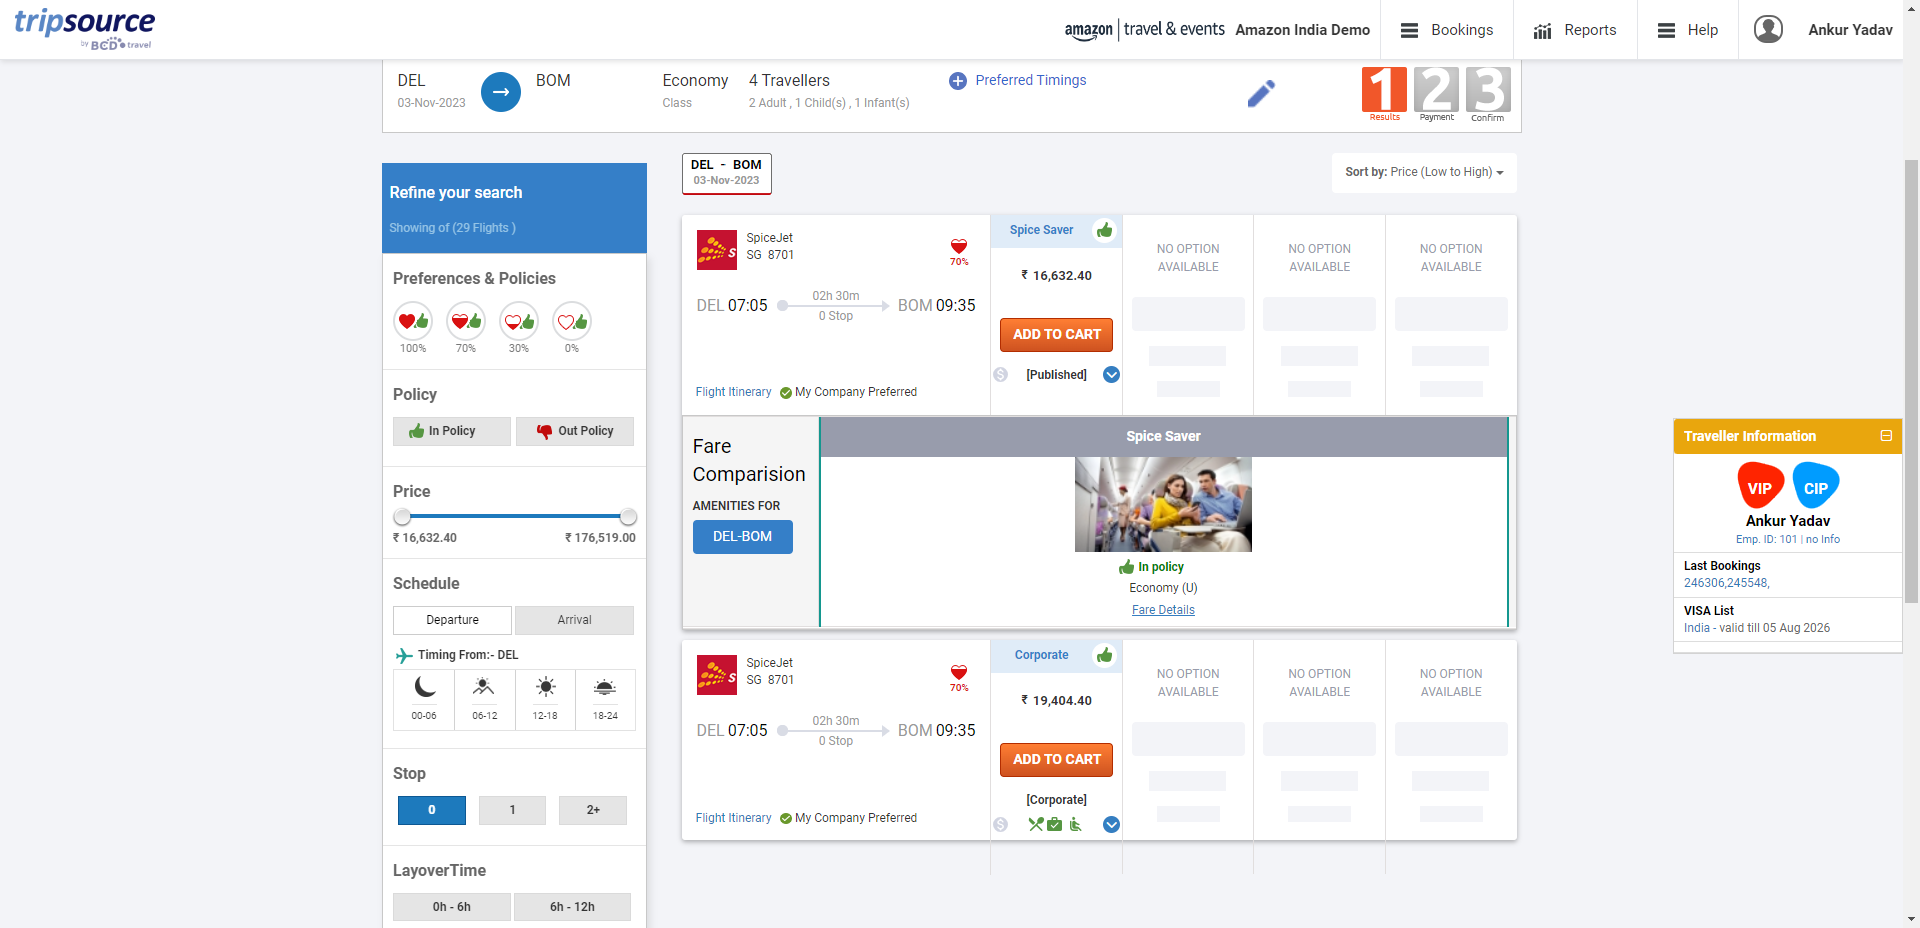 tripsource
by BCD travel
amazon travel & events
Amazon India Demo
Bookings
Reports
Help
Ankur Yadav
DEL
03-Nov-2023
BOM
Economy
Class
4 Travellers
2 Adult , 1 Child(s) , 1 Infant(s)
Preferred Timings
1 2 3
Results Payment Confirm
Refine your search
Showing of (29 Flights )
Preferences & Policies
100% 70% 30% 0%
Policy
In Policy Out Policy
Price
₹ 16,632.40 ₹ 176,519.00
Schedule
Departure Arrival
Timing From:- DEL
00-06 06-12 12-18 18-24
Stop
0 1 2+
LayoverTime
0h - 6h 6h - 12h
DEL - BOM
03-Nov-2023
Sort by: Price (Low to High)
SpiceJet
SG 8701
70%
DEL 07:05
02h 30m
0 Stop
BOM 09:35
Flight Itinerary My Company Preferred
Spice Saver
₹ 16,632.40
ADD TO CART
[Published]
NO OPTION
AVAILABLE
NO OPTION
AVAILABLE
NO OPTION
AVAILABLE
Fare
Comparision
AMENITIES FOR
DEL-BOM
Spice Saver
In policy
Economy (U)
Fare Details
SpiceJet
SG 8701
70%
DEL 07:05
02h 30m
0 Stop
BOM 09:35
Flight Itinerary My Company Preferred
Corporate
₹ 19,404.40
ADD TO CART
[Corporate]
NO OPTION
AVAILABLE
NO OPTION
AVAILABLE
NO OPTION
AVAILABLE
Traveller Information
VIP CIP
Ankur Yadav
Emp. ID: 101 | no Info
Last Bookings
246306,245548,
VISA List
India - valid till 05 Aug 2026